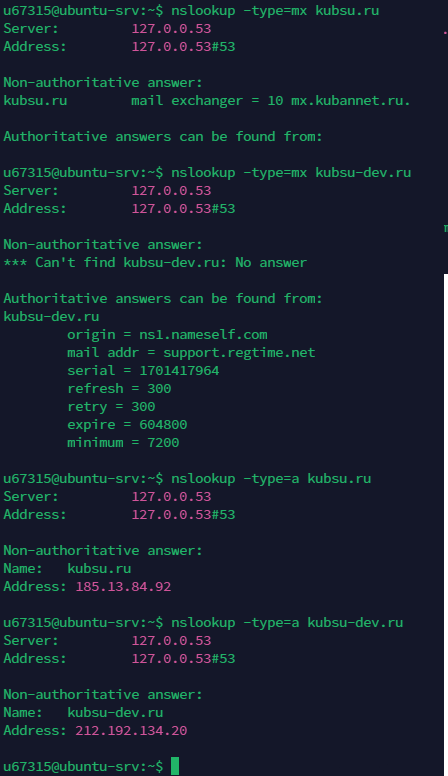 u67315@ubuntu-srv:~$ nslookup -type=mx kubsu.ru
Server: 127.0.0.53
Address: 127.0.0.53#53
Non-authoritative answer:
kubsu.ru mail exchanger = 10 mx.kubannet.ru.
Authoritative answers can be found from:
u67315@ubuntu-srv:~$ nslookup -type=mx kubsu-dev.ru
Server: 127.0.0.53
Address: 127.0.0.53#53
Non-authoritative answer:
*** Can't find kubsu-dev.ru: No answer
Authoritative answers can be found from:
kubsu-dev.ru
origin = ns1.nameself.com
mail addr = support.regtime.net
serial = 1701417964
refresh = 300
retry = 300
expire = 604800
minimum = 7200
u67315@ubuntu-srv:~$ nslookup -type=a kubsu.ru
Server: 127.0.0.53
Address: 127.0.0.53#53
Non-authoritative answer:
Name: kubsu.ru
Address: 185.13.84.92
u67315@ubuntu-srv:~$ nslookup -type=a kubsu-dev.ru
Server: 127.0.0.53
Address: 127.0.0.53#53
Non-authoritative answer:
Name: kubsu-dev.ru
Address: 212.192.134.20
u67315@ubuntu-srv:~$